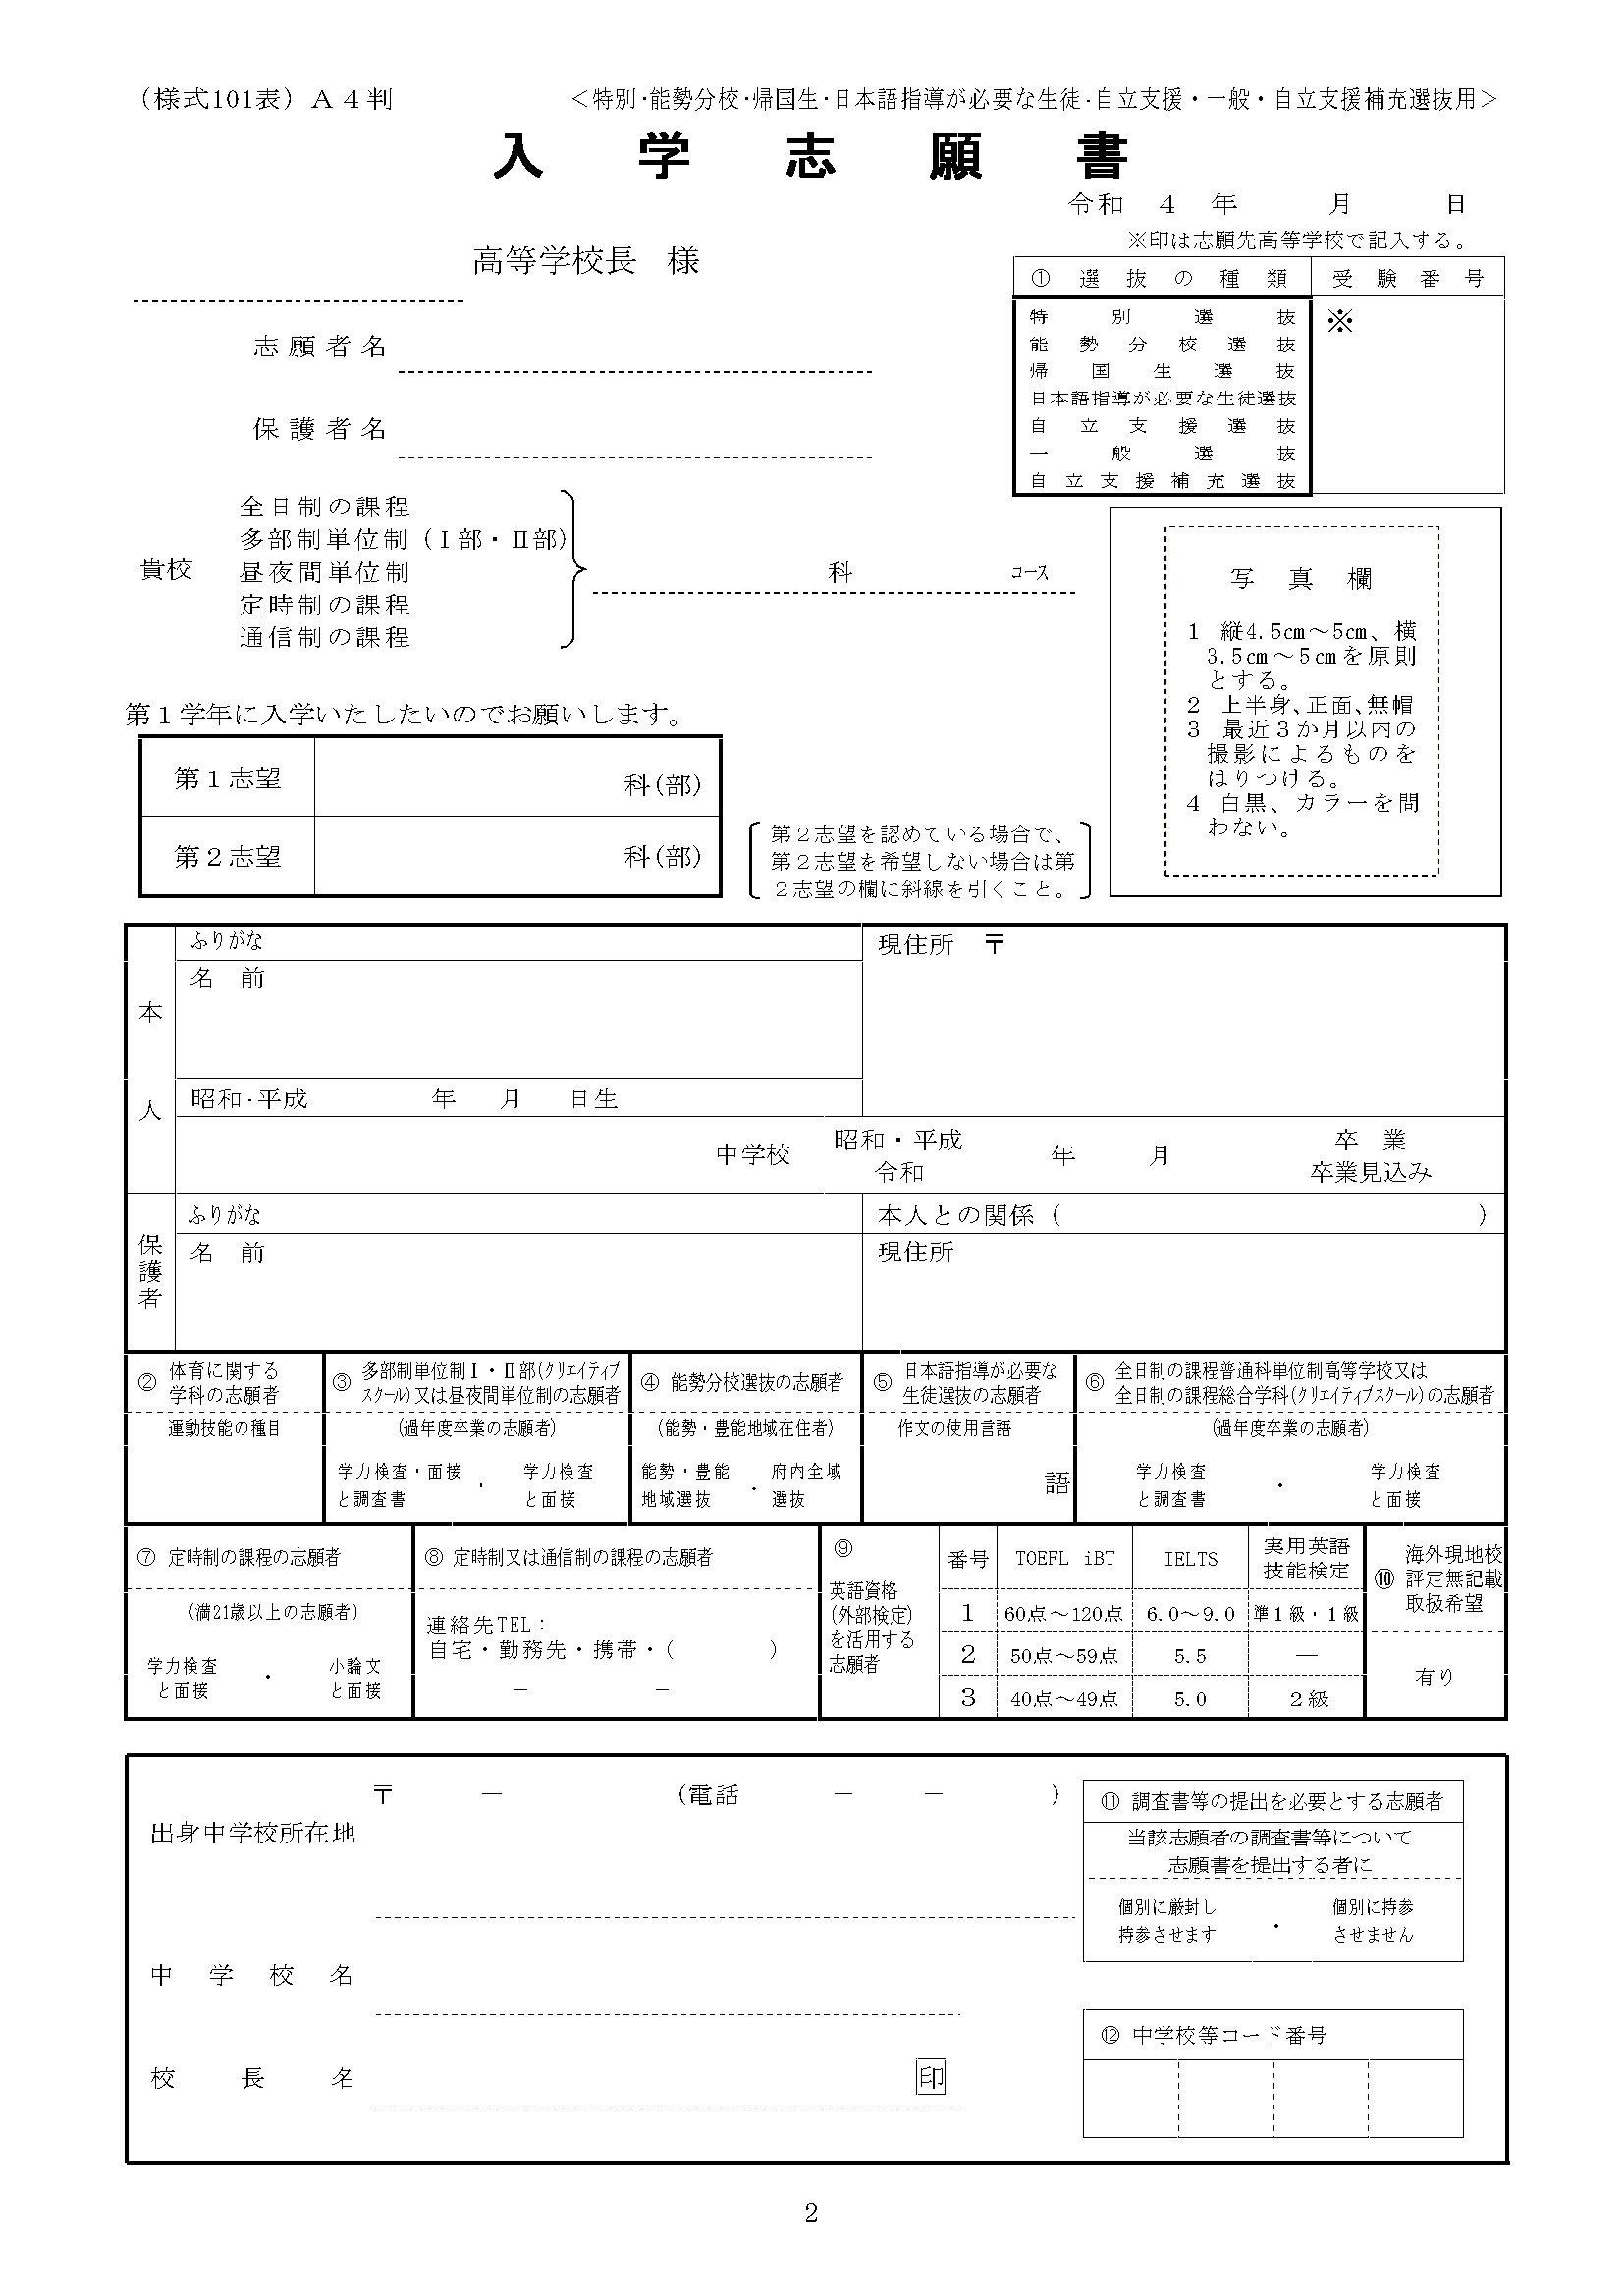 （様式101表）Ａ４判　＜特別・能勢分校・帰国生・日本語指導が必要な生徒・自立支援・一般・自立支援補充選抜用＞
入学志願書
令和　４　年　　月　　日
※印は志願先高等学校で記入する。
高等学校長　様
①　選抜の種類　受験番号
特別選抜　※
能勢分校選抜
帰国生選抜
日本語指導が必要な生徒選抜
自立支援選抜
一般選抜
自立支援補充選抜
志願者名
保護者名
貴校
全日制の課程
多部制単位制（Ⅰ部・Ⅱ部）
昼夜間単位制
定時制の課程
通信制の課程
科　コース
写真欄
1　縦4.5cm～5cm、横
3.5cm～5cmを原則
とする。
2　上半身、正面、無帽
3　最近３か月以内の
撮影によるものを
はりつける。
4　白黒、カラーを問
わない。
第１学年に入学いたしたいのでお願いします。
第１志望　科(部)
第２志望　科(部)
第２志望を認めている場合で、
第２志望を希望しない場合は第
２志望の欄に斜線を引くこと。
本人
ふりがな
名　前
現住所　〒
昭和・平成　年　月　日生
中学校　昭和・平成　令和　年　月　卒　業　卒業見込み
保護者
ふりがな　本人との関係（　　）
名　前　現住所
②　体育に関する
学科の志願者
運動技能の種目
③　多部制単位制Ⅰ・Ⅱ部(クリエイティブ
スクール)又は昼夜間単位制の志願者
(過年度卒業の志願者)
学力検査・面接　・　学力検査
と調査書　と面接
④　能勢分校選抜の志願者
(能勢・豊能地域在住者)
能勢・豊能　・　府内全域
地域選抜　選抜
⑤　日本語指導が必要な
生徒選抜の志願者
作文の使用言語
語
⑥　全日制の課程普通科単位制高等学校又は
全日制の課程総合学科(クリエイティブスクール)の志願者
(過年度卒業の志願者)
学力検査　・　学力検査
と調査書　と面接
⑦　定時制の課程の志願者
(満21歳以上の志願者)
学力検査　・　小論文
と面接　と面接
⑧　定時制又は通信制の課程の志願者
連絡先TEL：
自宅・勤務先・携帯・(　　)
－　－
⑨
英語資格
(外部検定)
を活用する
志願者
番号　TOEFL iBT　IELTS　実用英語技能検定
1　60点～120点　6.0～9.0　準１級・１級
2　50点～59点　5.5　―
3　40点～49点　5.0　２級
⑩　海外現地校
評定無記載
取扱希望
有り
〒　－　（電話　－　－　）
出身中学校所在地
中学校名
校長名　印
⑪　調査書等の提出を必要とする志願者
当該志願者の調査書等について
志願書を提出する者に
個別に厳封し　・　個別に持参
持参させます　させません
⑫　中学校等コード番号
2